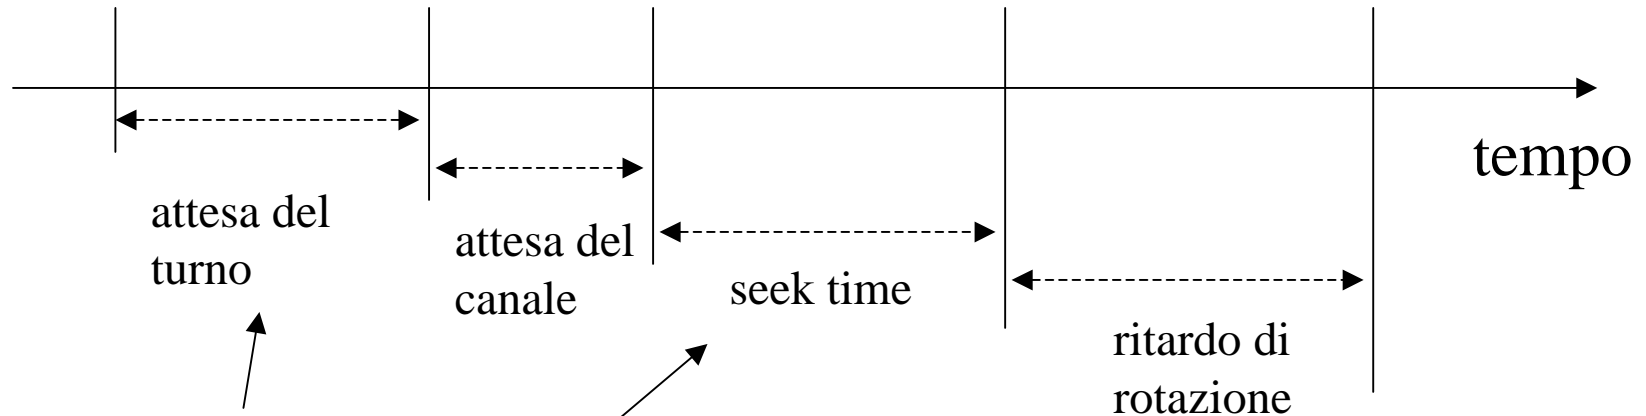 tempo
attesa del
turno
attesa del
canale
seek time
ritardo di
rotazione